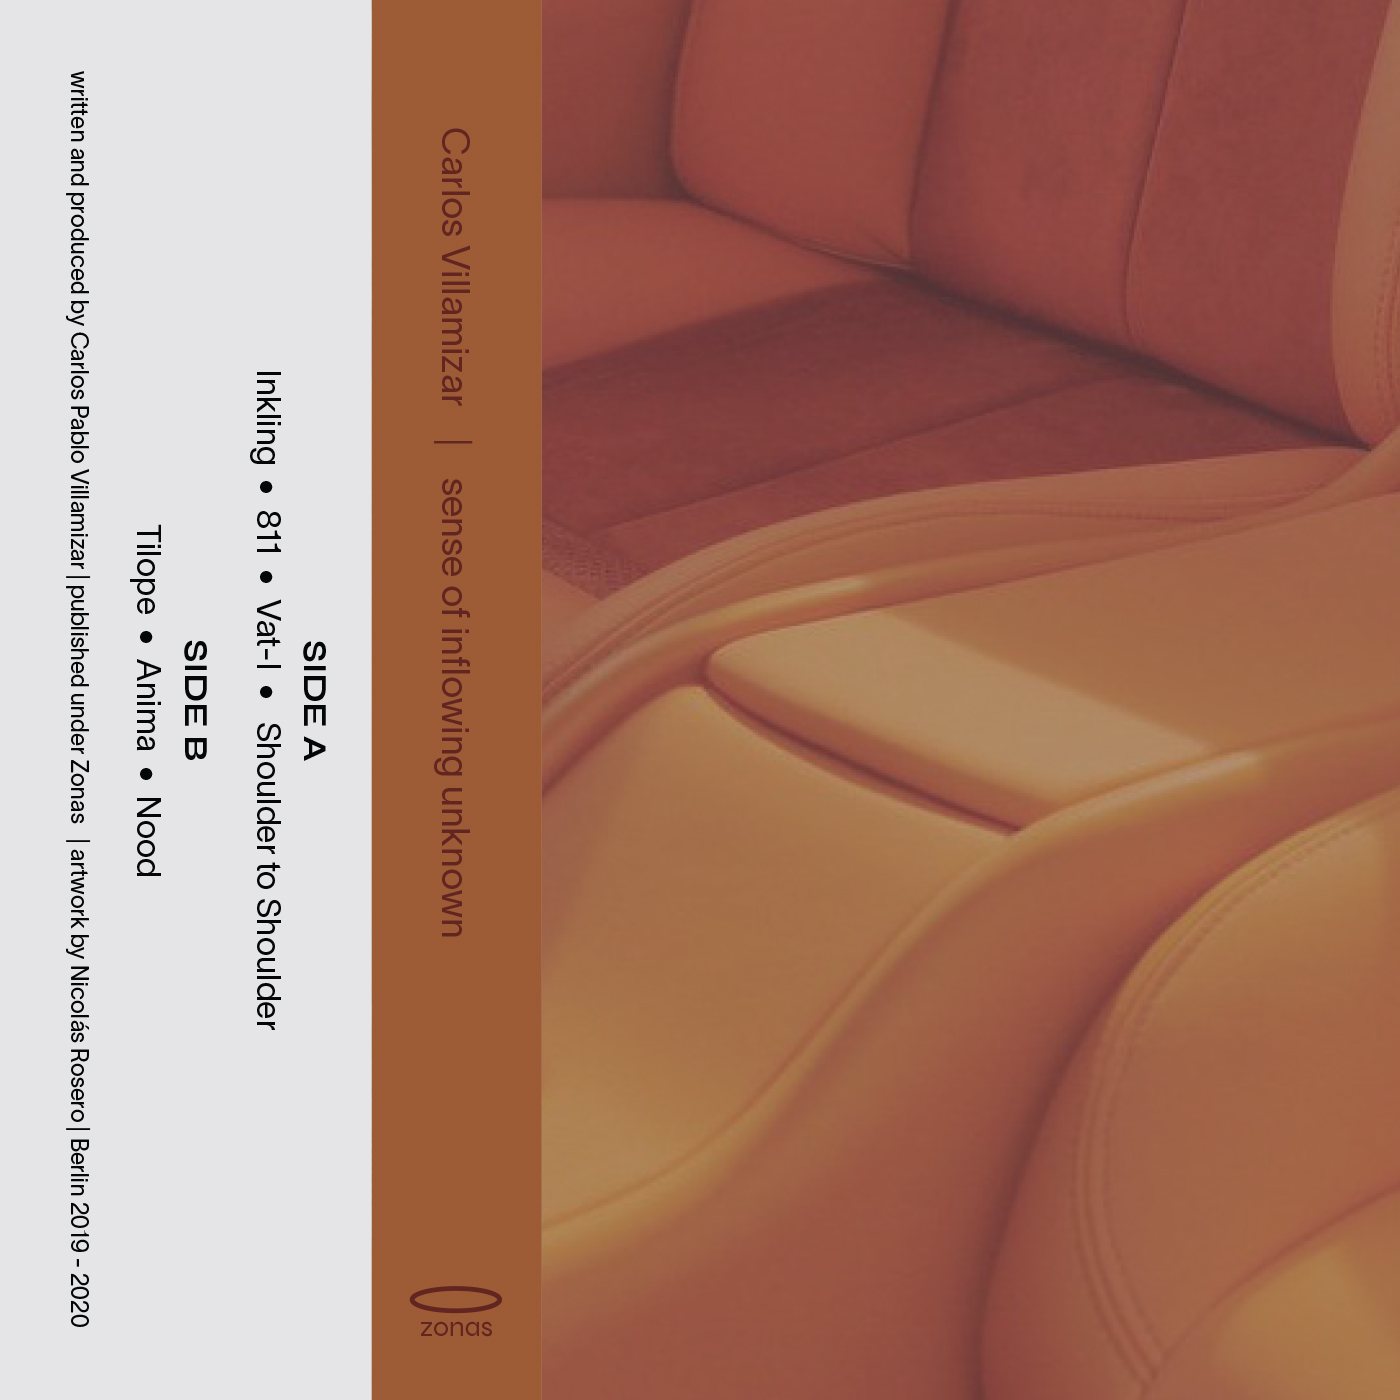 SIDE A
Inkling • 811 • Vat-I • Shoulder to Shoulder
SIDE B
Tilope • Anima • Nood
written and produced by Carlos Pablo Villamizar | published under Zonas | artwork by Nicolás Rosero | Berlin 2019 - 2020
Carlos Villamizar | sense of inflowing unknown
zonas